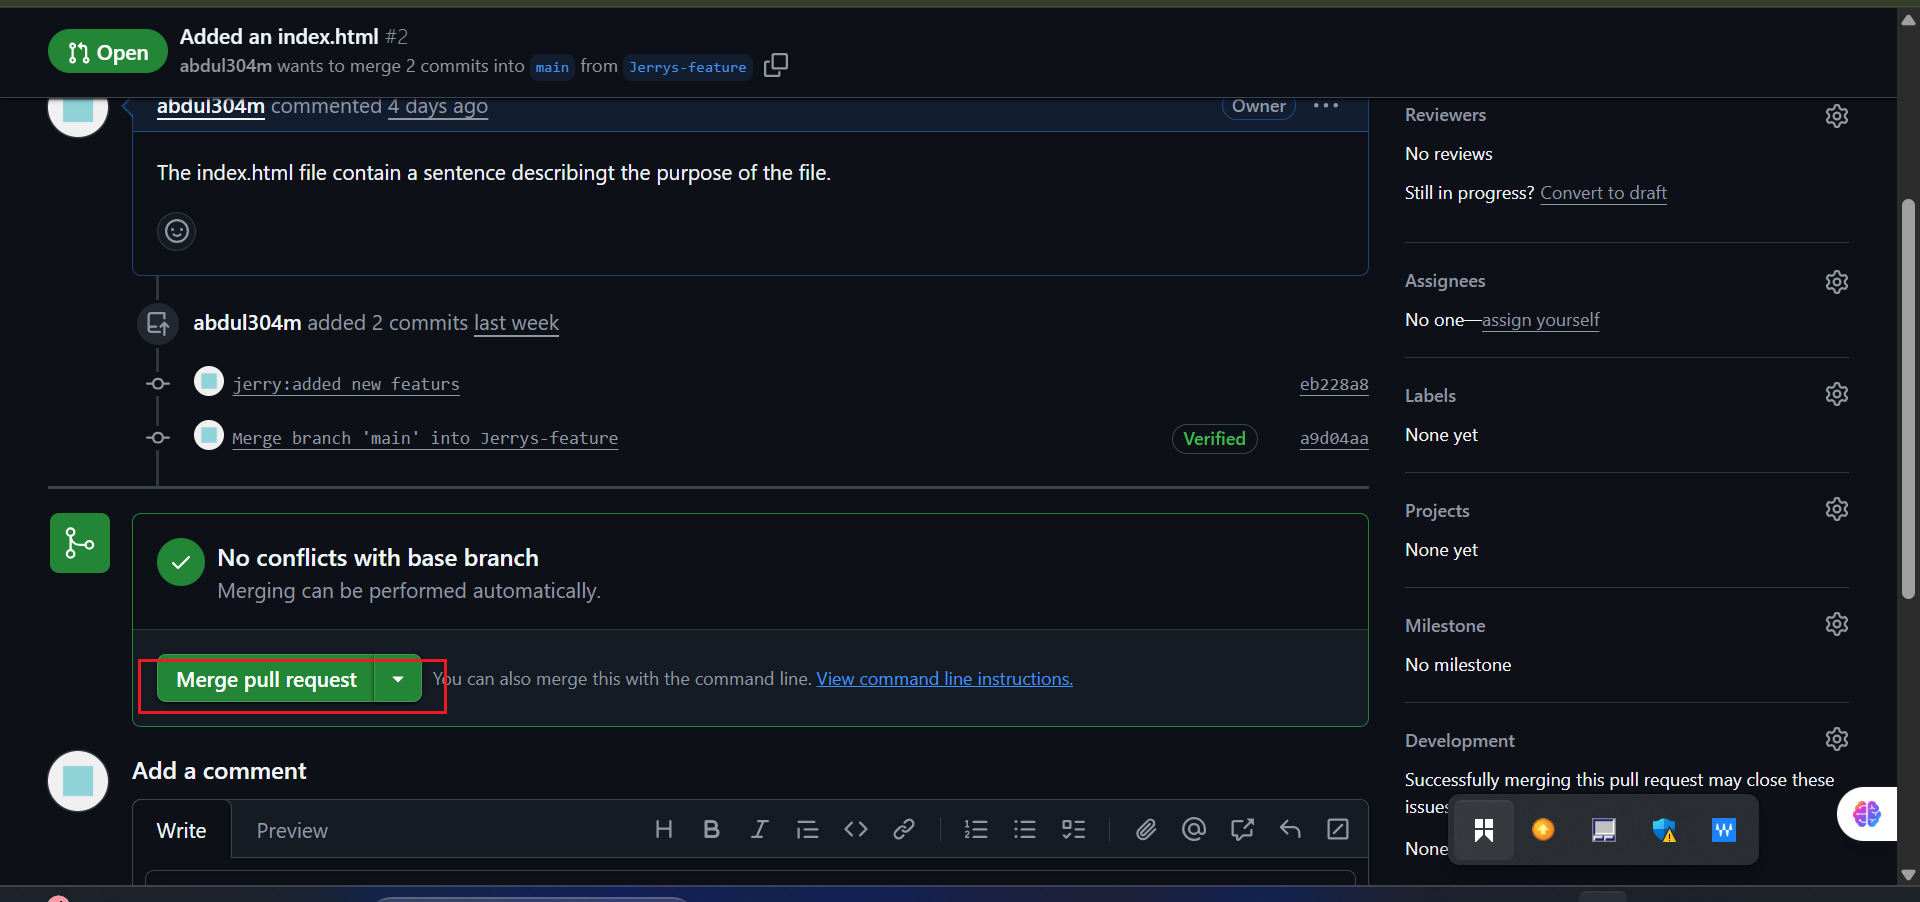 Open
Added an index.html #2
abdul304m wants to merge 2 commits into main from Jerrys-feature
abdul304m commented 4 days ago
Owner
The index.html file contain a sentence describingt the purpose of the file.
abdul304m added 2 commits last week
jerry:added new featurs
eb228a8
Merge branch 'main' into Jerrys-feature
Verified
a9d04aa
No conflicts with base branch
Merging can be performed automatically.
Merge pull request
You can also merge this with the command line. View command line instructions.
Add a comment
Write
Preview
Reviewers
No reviews
Still in progress? Convert to draft
Assignees
No one—assign yourself
Labels
None yet
Projects
None yet
Milestone
No milestone
Development
Successfully merging this pull request may close these
issues
None